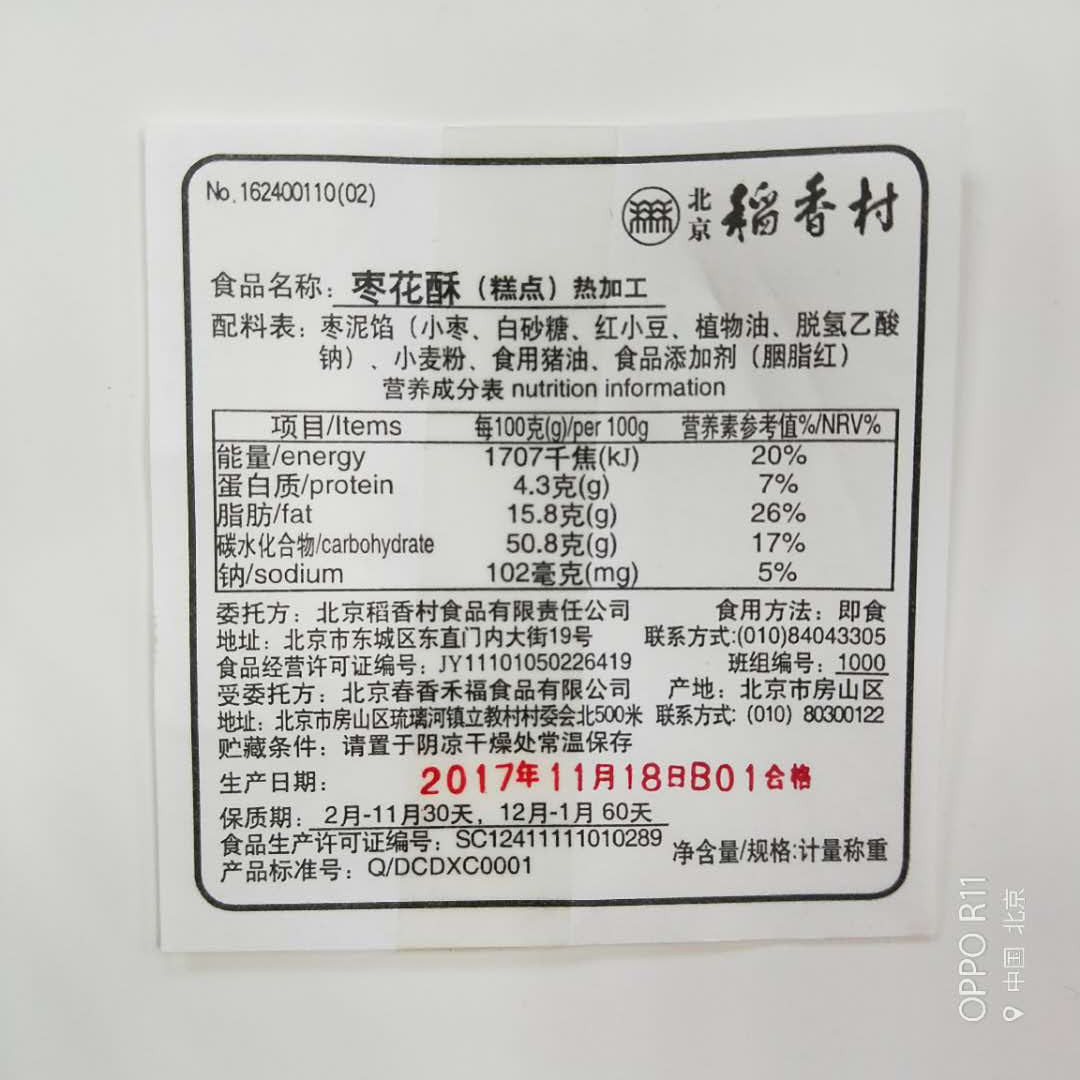 No.162400110(02)
北京 稻香村
食品名称：枣花酥（糕点）热加工
配料表：枣泥馅（小枣、白砂糖、红小豆、植物油、脱氢乙酸
钠）、小麦粉、食用猪油、食品添加剂（胭脂红）
营养成分表 nutrition information
项目/Items 每100克(g)/per 100g 营养素参考值%/NRV%
能量/energy 1707千焦(kJ) 20%
蛋白质/protein 4.3克(g) 7%
脂肪/fat 15.8克(g) 26%
碳水化合物/carbohydrate 50.8克(g) 17%
钠/sodium 102毫克(mg) 5%
委托方：北京稻香村食品有限责任公司 食用方法：即食
地址：北京市东城区东直门内大街19号 联系方式:(010)84043305
食品经营许可证编号：JY11101050226419 班组编号：1000
受委托方：北京春香禾福食品有限公司 产地：北京市房山区
地址：北京市房山区琉璃河镇立教村村委会北500米 联系方式：(010) 80300122
贮藏条件：请置于阴凉干燥处常温保存
生产日期： 2017年11月18日B01合格
保质期：2月-11月30天，12月-1月 60天
食品生产许可证编号：SC12411111010289 净含量/规格:计量称重
产品标准号：Q/DCDXC0001
OPPO R11
中国 北京